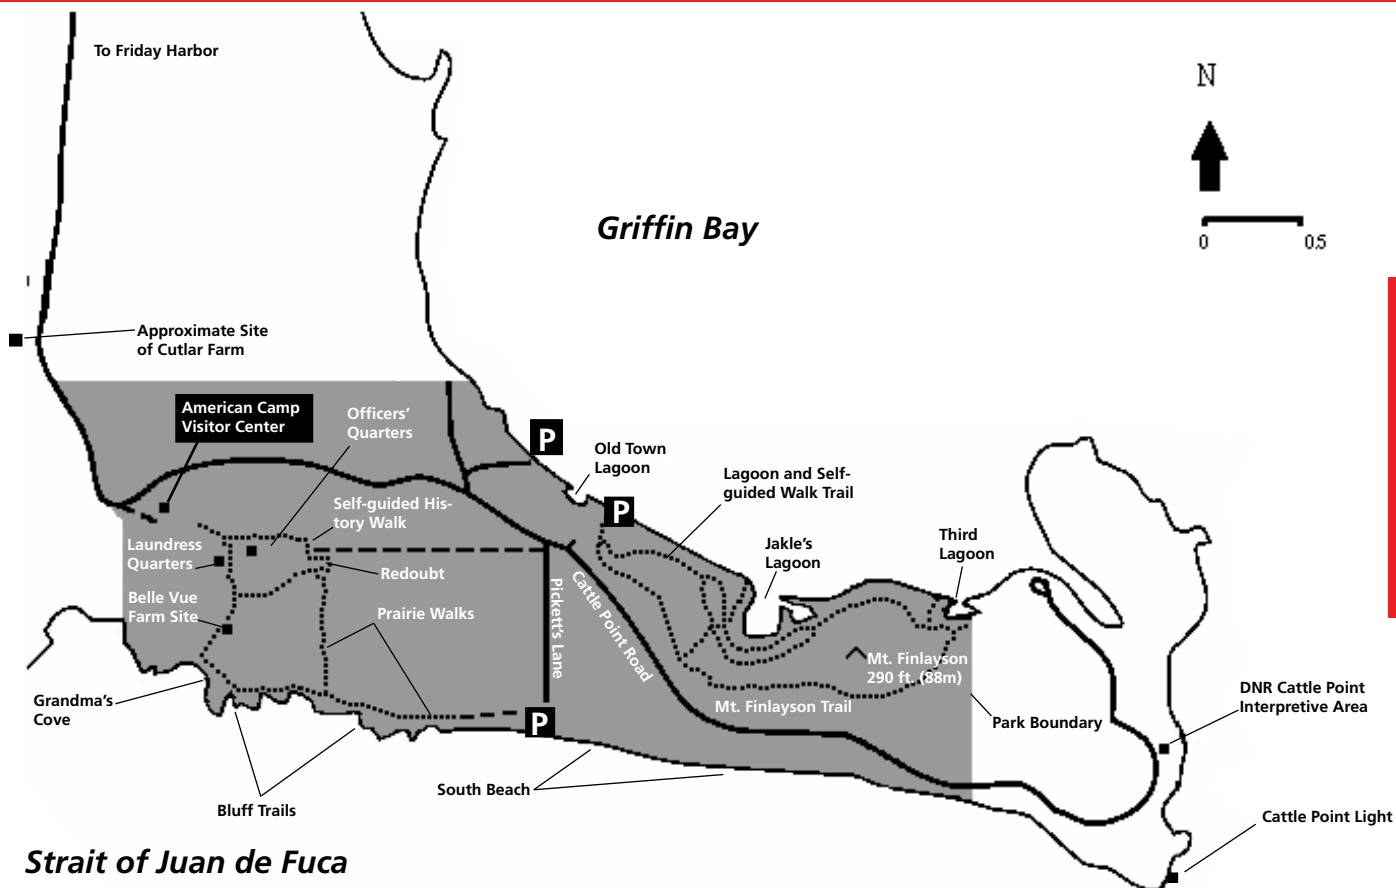 To Friday Harbor
N
Griffin Bay
0 0.5
Approximate Site
of Cutlar Farm
American Camp
Visitor Center
Officers’
Quarters
P
Old Town
Lagoon
Lagoon and Self-
guided Walk Trail
P
Self-guided His-
tory Walk
Jakle’s
Lagoon
Third
Lagoon
Laundress
Quarters
Redoubt
Belle Vue
Farm Site
Prairie Walks
Pickett’s Lane
Cattle Point Road
Mt. Finlayson
290 ft. (88m)
Grandma’s
Cove
Mt. Finlayson Trail
P
Park Boundary
DNR Cattle Point
Interpretive Area
South Beach
Bluff Trails
Cattle Point Light
Strait of Juan de Fuca